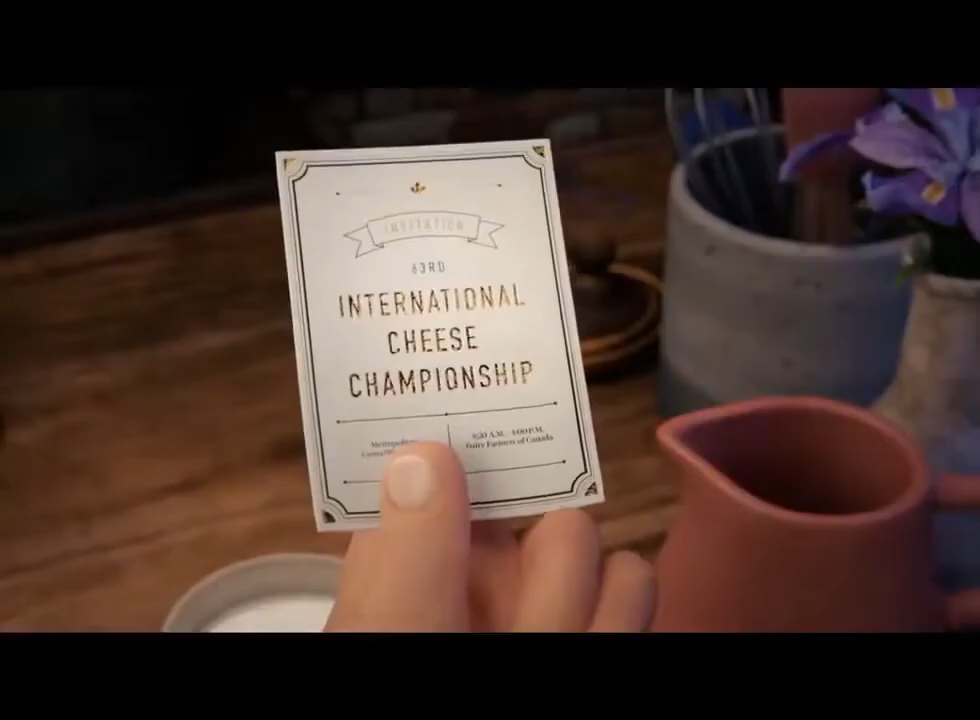 INVITATION
63RD
INTERNATIONAL
CHEESE
CHAMPIONSHIP
8:30 A.M. - 4:00 P.M.
Dairy Farmers of Canada